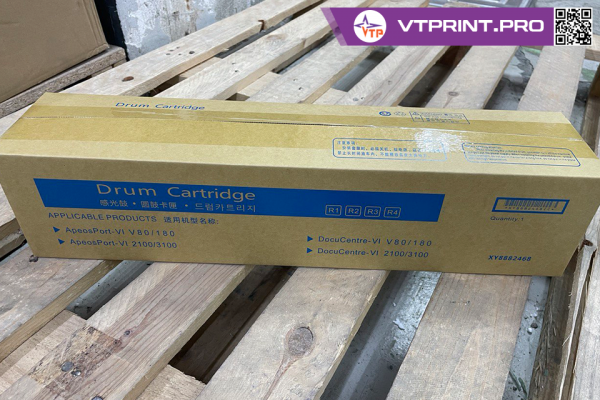 VTP
VTPRINT.PRO
Drum Cartridge
Drum Cartridge
感光鼓 • 圆鼓卡匣 • 드럼카트리지
R1 R2 R3 R4
APPLICABLE PRODUCTS 适用机型名称:
▶ ApeosPort-VI V80/180
▶ ApeosPort-VI 2100/3100
▶ DocuCentre-VI V80/180
▶ DocuCentre-VI 2100/3100
Quantity:1
XY8882468